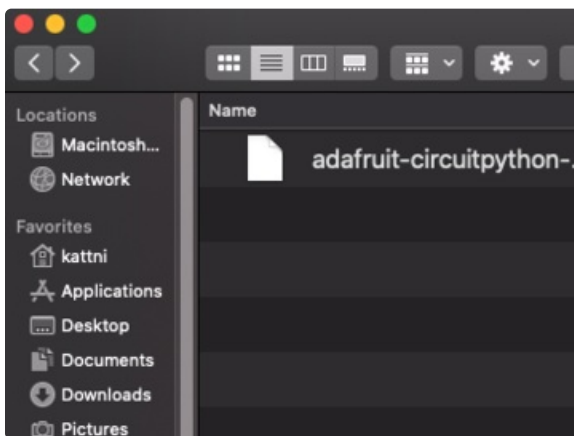 Locations
Macintosh...
Network
Favorites
kattni
Applications
Desktop
Documents
Downloads
Pictures
Name
adafruit-circuitpython-.